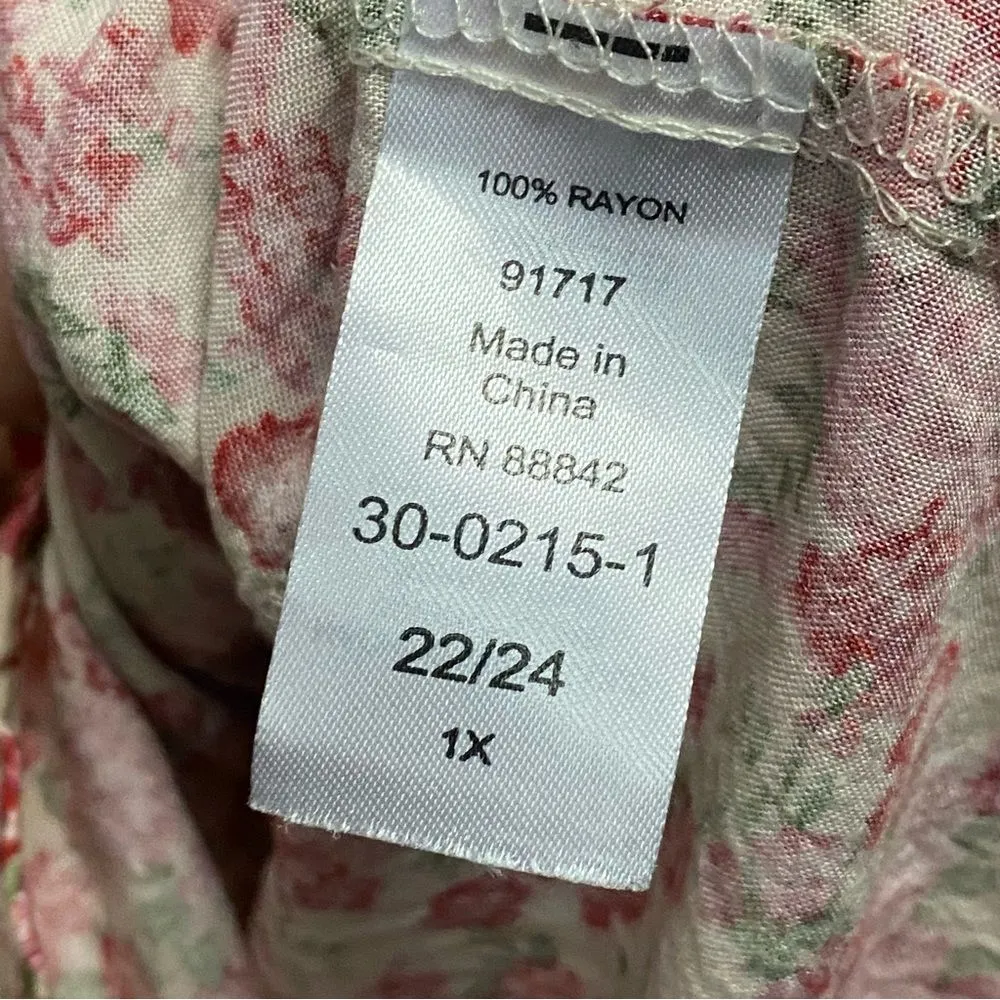 100% RAYON
91717
Made in
China
RN 88842
30-0215-1
22/24
1X